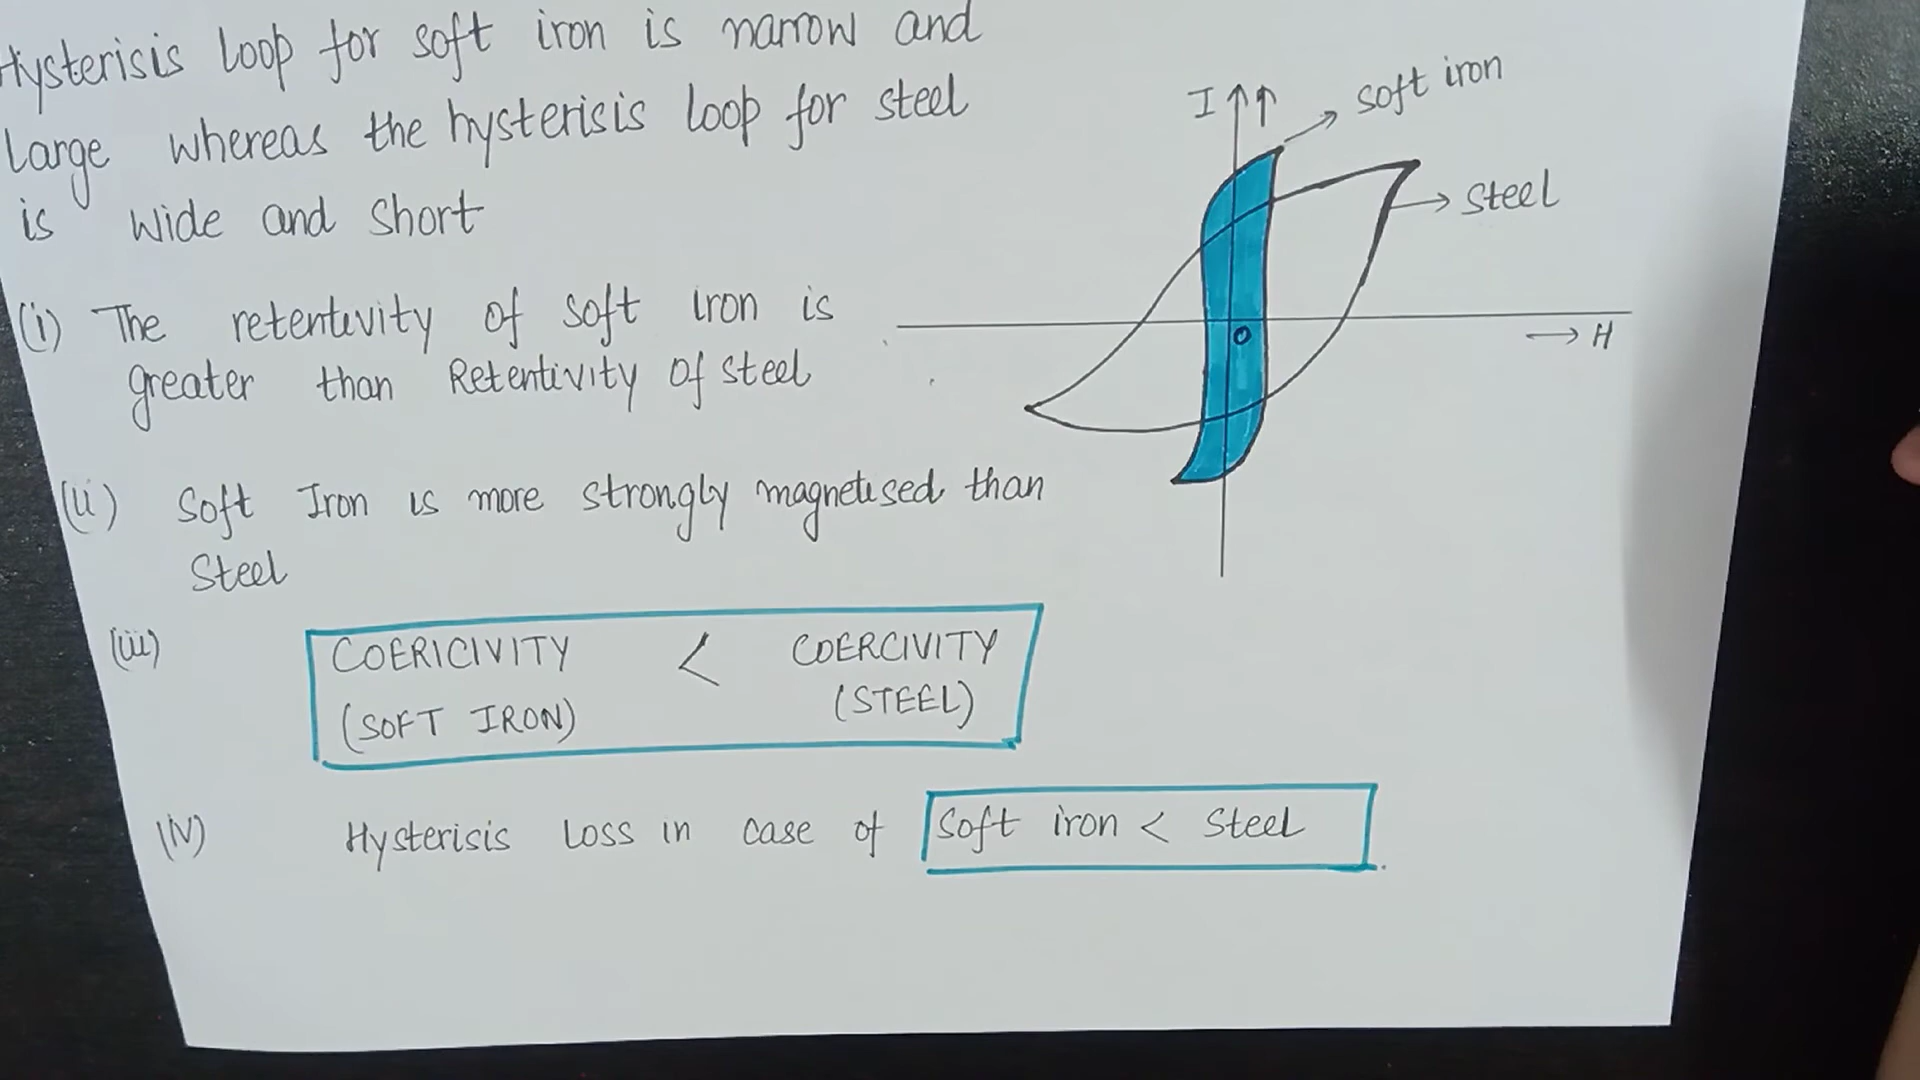 Hysterisis loop for soft iron is narrow and
large whereas the hysterisis loop for steel
is wide and short
(i) The retentivity of soft iron is
greater than Retentivity of steel
(ii) Soft Iron is more strongly magnetised than
Steel
(iii) COERICIVITY < COERCIVITY
(SOFT IRON) (STEEL)
(iv) Hysterisis Loss in case of Soft iron < Steel
I ↑↑
soft iron
Steel
O
→ H